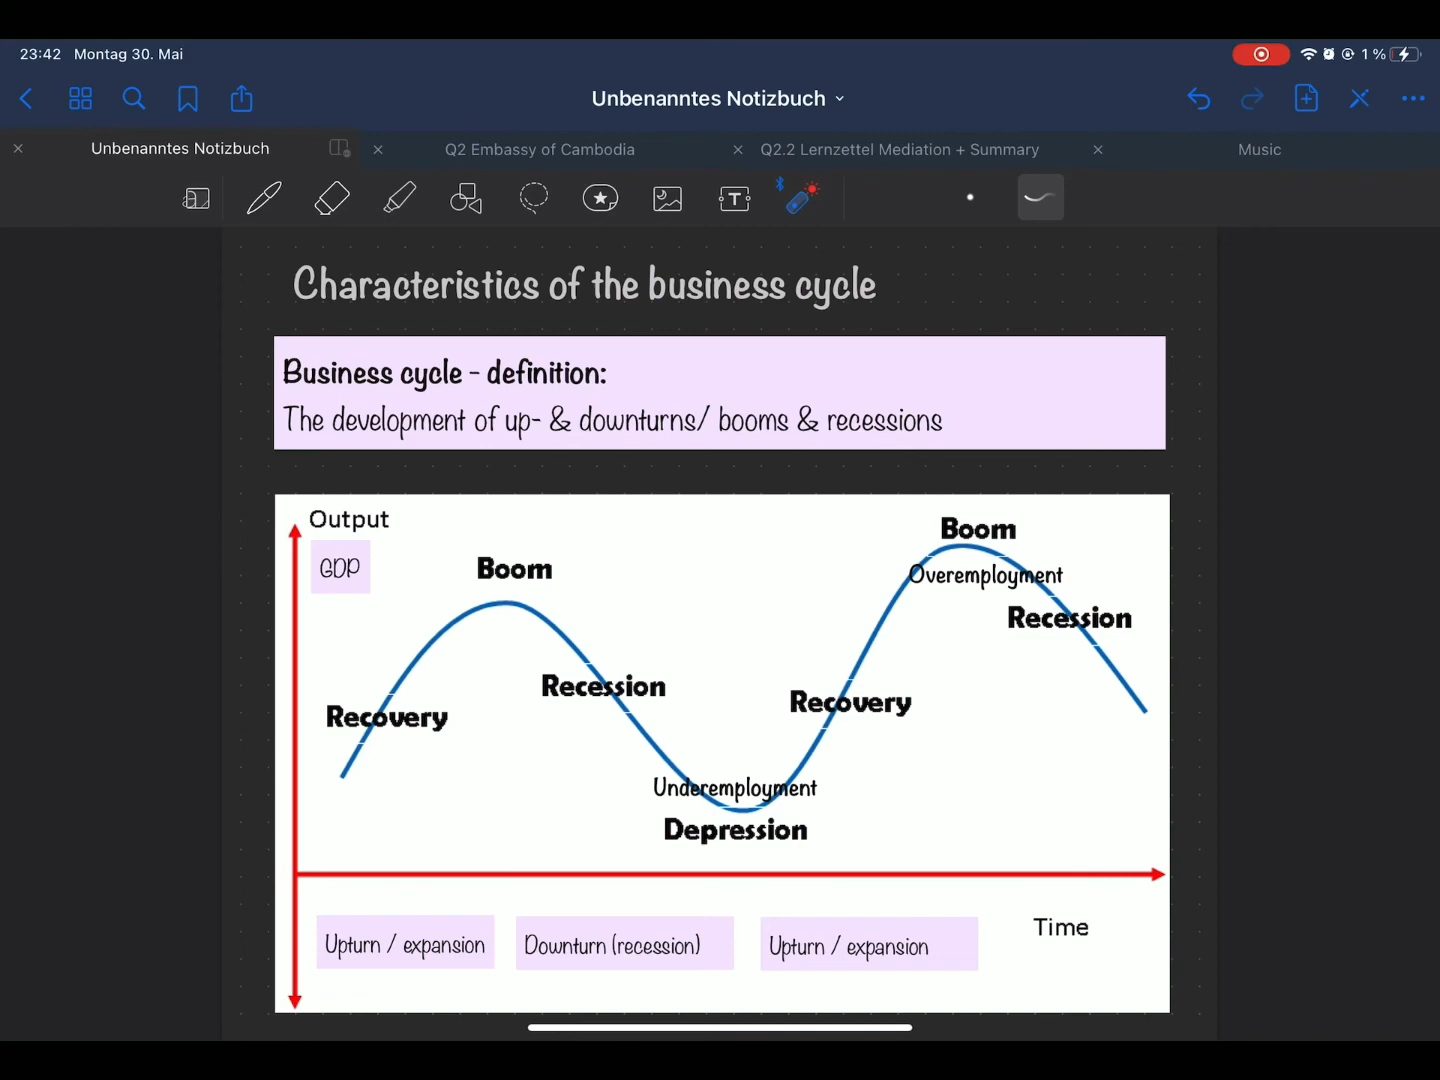 23:42 Montag 30. Mai
1 %
Unbenanntes Notizbuch
Unbenanntes Notizbuch
Q2 Embassy of Cambodia
Q2.2 Lernzettel Mediation + Summary
Music
T
Characteristics of the business cycle
Business cycle - definition:
The development of up- & downturns/ booms & recessions
Output
GDP
Boom
Boom
Overemployment
Recession
Recession
Recovery
Recovery
Underemployment
Depression
Time
Upturn / expansion
Downturn (recession)
Upturn / expansion